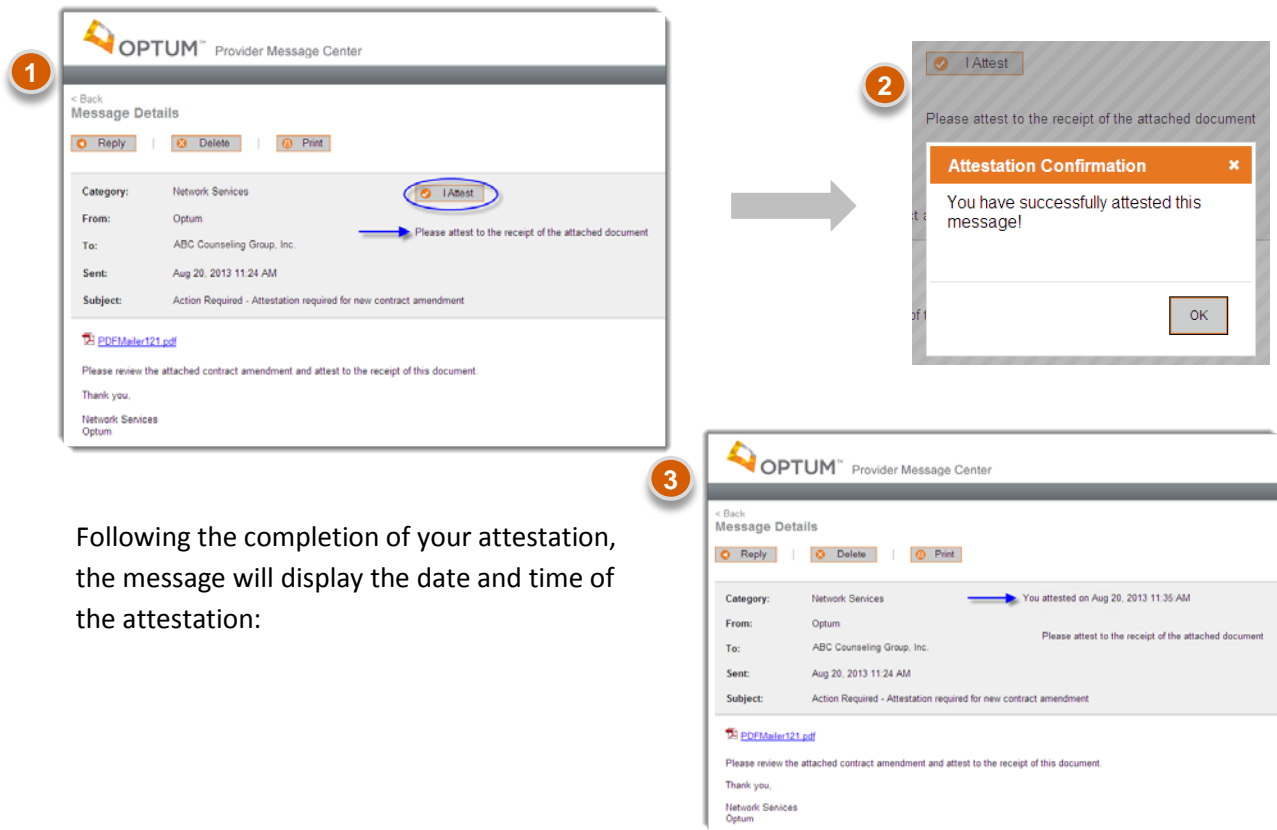 1
OPTUM™ Provider Message Center
< Back
Message Details
Reply | Delete | Print
Category: Network Services I Attest
From: Optum
Please attest to the receipt of the attached document
To: ABC Counseling Group, Inc.
Sent: Aug 20, 2013 11:24 AM
Subject: Action Required - Attestation required for new contract amendment
PDFMailer121.pdf
Please review the attached contract amendment and attest to the receipt of this document.
Thank you,
Network Services
Optum
2
I Attest
Please attest to the receipt of the attached document
Attestation Confirmation ×
You have successfully attested this
message!
OK
Following the completion of your attestation,
the message will display the date and time of
the attestation:
3
OPTUM™ Provider Message Center
< Back
Message Details
Reply | Delete | Print
Category: Network Services You attested on Aug 20, 2013 11:35 AM
From: Optum
Please attest to the receipt of the attached document
To: ABC Counseling Group, Inc.
Sent: Aug 20, 2013 11:24 AM
Subject: Action Required - Attestation required for new contract amendment
PDFMailer121.pdf
Please review the attached contract amendment and attest to the receipt of this document.
Thank you,
Network Services
Optum